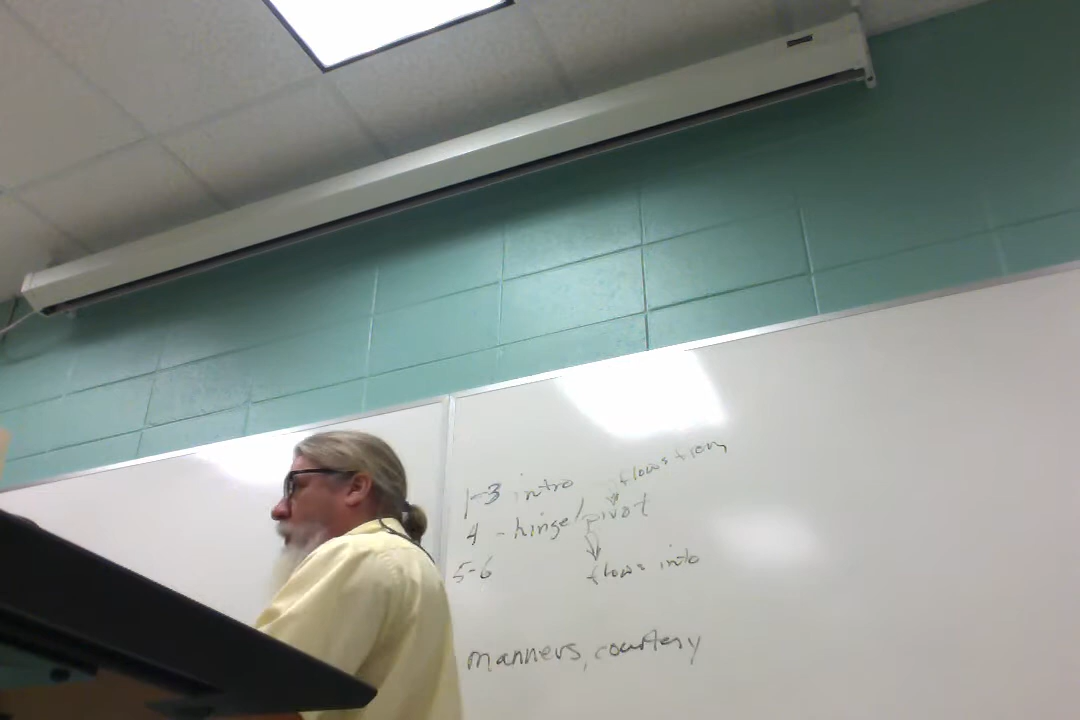 1-3 intro flows from
4 - hinge/pivot
5-6 flows into
manners, courtesy